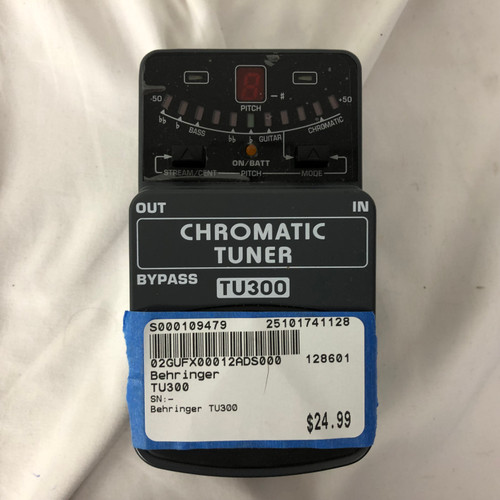 -50 +50
PITCH
♭♭ ♭ BASS ♭♭ ♭ GUITAR CHROMATIC
ON/BATT
STREAM/CENT PITCH MODE
OUT IN
CHROMATIC
TUNER
BYPASS TU300
S000109479 25101741128
02GUFX00012ADS000 128601
Behringer
TU300
SN:-
Behringer TU300
$24.99